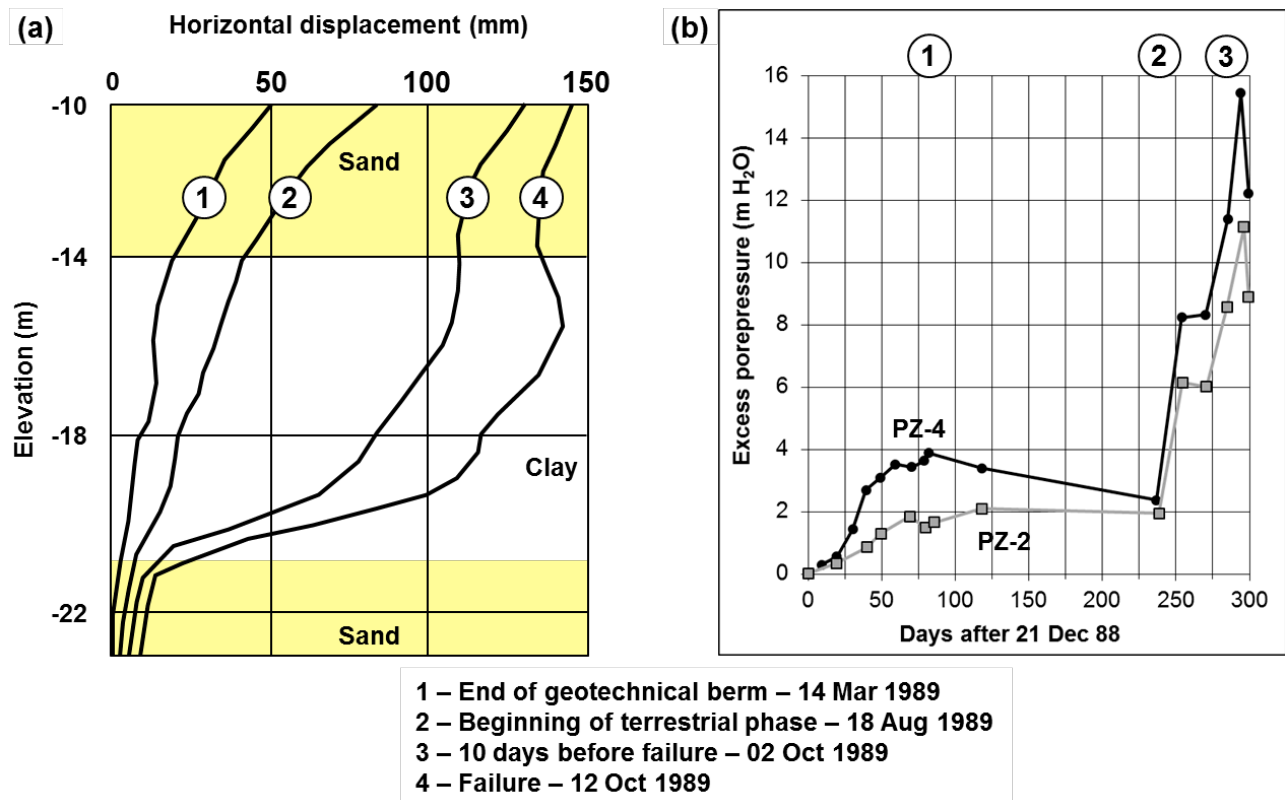 (a)
Horizontal displacement (mm)
0 50 100 150
-10
-14
-18
-22
Elevation (m)
Sand
1 2 3 4
Clay
Sand
(b)
1 2 3
16
14
12
10
8
6
4
2
0
Excess porepressure (m H₂O)
PZ-4
PZ-2
0 50 100 150 200 250 300
Days after 21 Dec 88
1 – End of geotechnical berm – 14 Mar 1989
2 – Beginning of terrestrial phase – 18 Aug 1989
3 – 10 days before failure – 02 Oct 1989
4 – Failure – 12 Oct 1989